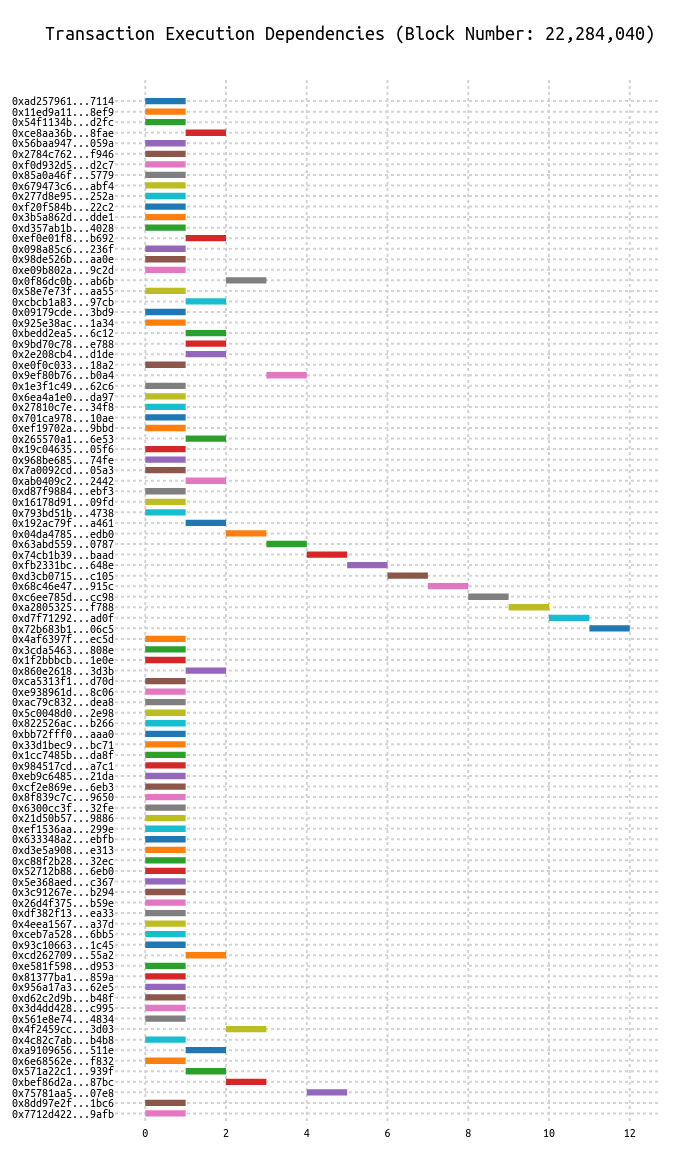 Transaction Execution Dependencies (Block Number: 22,284,040)
0xad257961...7114
0x11ed9a11...8ef9
0x54f1134b...d2fc
0xce8aa36b...8fae
0x56baa947...059a
0x2784c762...f946
0xf0d932d5...d2c7
0x85a0a46f...5779
0x679473c6...abf4
0x277d8e95...252a
0xf20f584b...22c2
0x3b5a862d...dde1
0xd357ab1b...4028
0xef0e01f8...b692
0x098a85c6...236f
0x98de526b...aa0e
0xe09b802a...9c2d
0x0f86dc0b...ab6b
0x58e7e73f...aa55
0xcbcb1a83...97cb
0x09179cde...3bd9
0x925e38ac...1a34
0xbedd2ea5...6c12
0x9bd70c78...e788
0x2e208cb4...d1de
0xe0f0c033...18a2
0x9ef80b76...b0a4
0x1e3f1c49...62c6
0x6ea4a1e0...da97
0x27810c7e...34f8
0x701ca978...10ae
0xef19702a...9bbd
0x265570a1...6e53
0x19c04635...05f6
0x968be685...74fe
0x7a0092cd...05a3
0xab0409c2...2442
0xd87f9884...ebf3
0x16178d91...09fd
0x793bd51b...4738
0x192ac79f...a461
0x04da4785...edb0
0x63abd559...0787
0x74cb1b39...baad
0xfb2331bc...648e
0xd3cb0715...c105
0x68c46e47...915c
0xc6ee785d...cc98
0xa2805325...f788
0xd7f71292...ad0f
0x72b683b1...06c5
0x4af6397f...ec5d
0x3cda5463...808e
0x1f2bbbcb...1e0e
0x860e2618...3d3b
0xca5313f1...d70d
0xe938961d...8c06
0xac79c832...dea8
0x5c0048d0...2e98
0x822526ac...b266
0xbb72fff0...aaa0
0x33d1bec9...bc71
0x1cc7485b...da8f
0x984517cd...a7c1
0xeb9c6485...21da
0xcf2e869e...6eb3
0x8f839c7c...9650
0x6300cc3f...32fe
0x21d50b57...9886
0xef1536aa...299e
0x633348a2...ebfb
0xd3e5a908...e313
0xc88f2b28...32ec
0x52712b88...6eb0
0x5e368aed...c367
0x3c91267e...b294
0x26d4f375...b59e
0xdf382f13...ea33
0x4eea1567...a37d
0xceb7a528...6bb5
0x93c10663...1c45
0xcd262709...55a2
0xe581f598...d953
0x81377ba1...859a
0x956a17a3...62e5
0xd62c2d9b...b48f
0x3d4dd428...c995
0x561e8e74...4834
0x4f2459cc...3d03
0x4c82c7ab...b4b8
0xa9109656...511e
0x6e68562e...f832
0x571a22c1...939f
0xbef86d2a...87bc
0x75781aa5...07e8
0x8dd97e2f...1bc6
0x7712d422...9afb
0 2 4 6 8 10 12